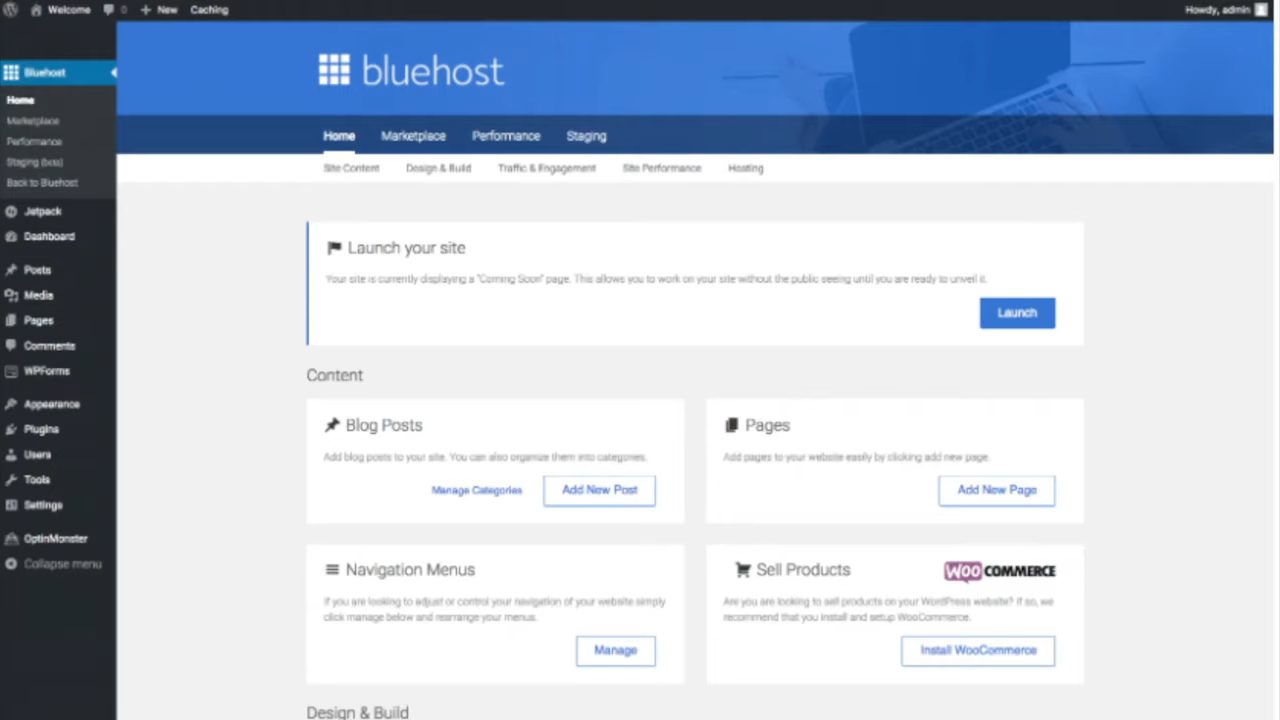 Welcome 0 New Caching Howdy, admin
Bluehost
Home
Marketplace
Performance
Staging (beta)
Back to Bluehost
Jetpack
Dashboard
Posts
Media
Pages
Comments
WPForms
Appearance
Plugins
Users
Tools
Settings
OptinMonster
Collapse menu
bluehost
Home Marketplace Performance Staging
Site Content Design & Build Traffic & Engagement Site Performance Hosting
Launch your site
Your site is currently displaying a "Coming Soon" page. This allows you to work on your site without the public seeing until you are ready to unveil it.
Launch
Content
Blog Posts
Add blog posts to your site. You can also organize them into categories.
Manage Categories Add New Post
Pages
Add pages to your website easily by clicking add new page.
Add New Page
Navigation Menus
If you are looking to adjust or control your navigation of your website simply
click manage below and rearrange your menus.
Manage
Sell Products WOO COMMERCE
Are you are looking to sell products on your WordPress website? If so, we
recommend that you install and setup WooCommerce.
Install WooCommerce
Design & Build